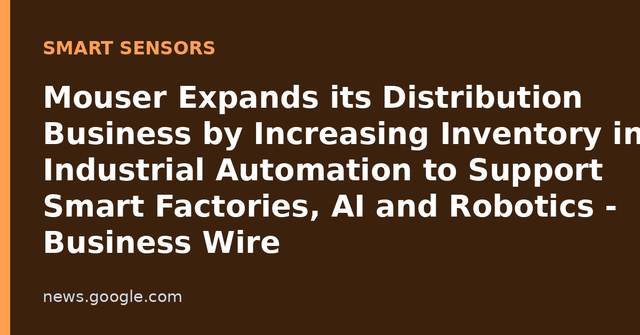 SMART SENSORS
Mouser Expands its Distribution
Business by Increasing Inventory in
Industrial Automation to Support
Smart Factories, AI and Robotics -
Business Wire
news.google.com